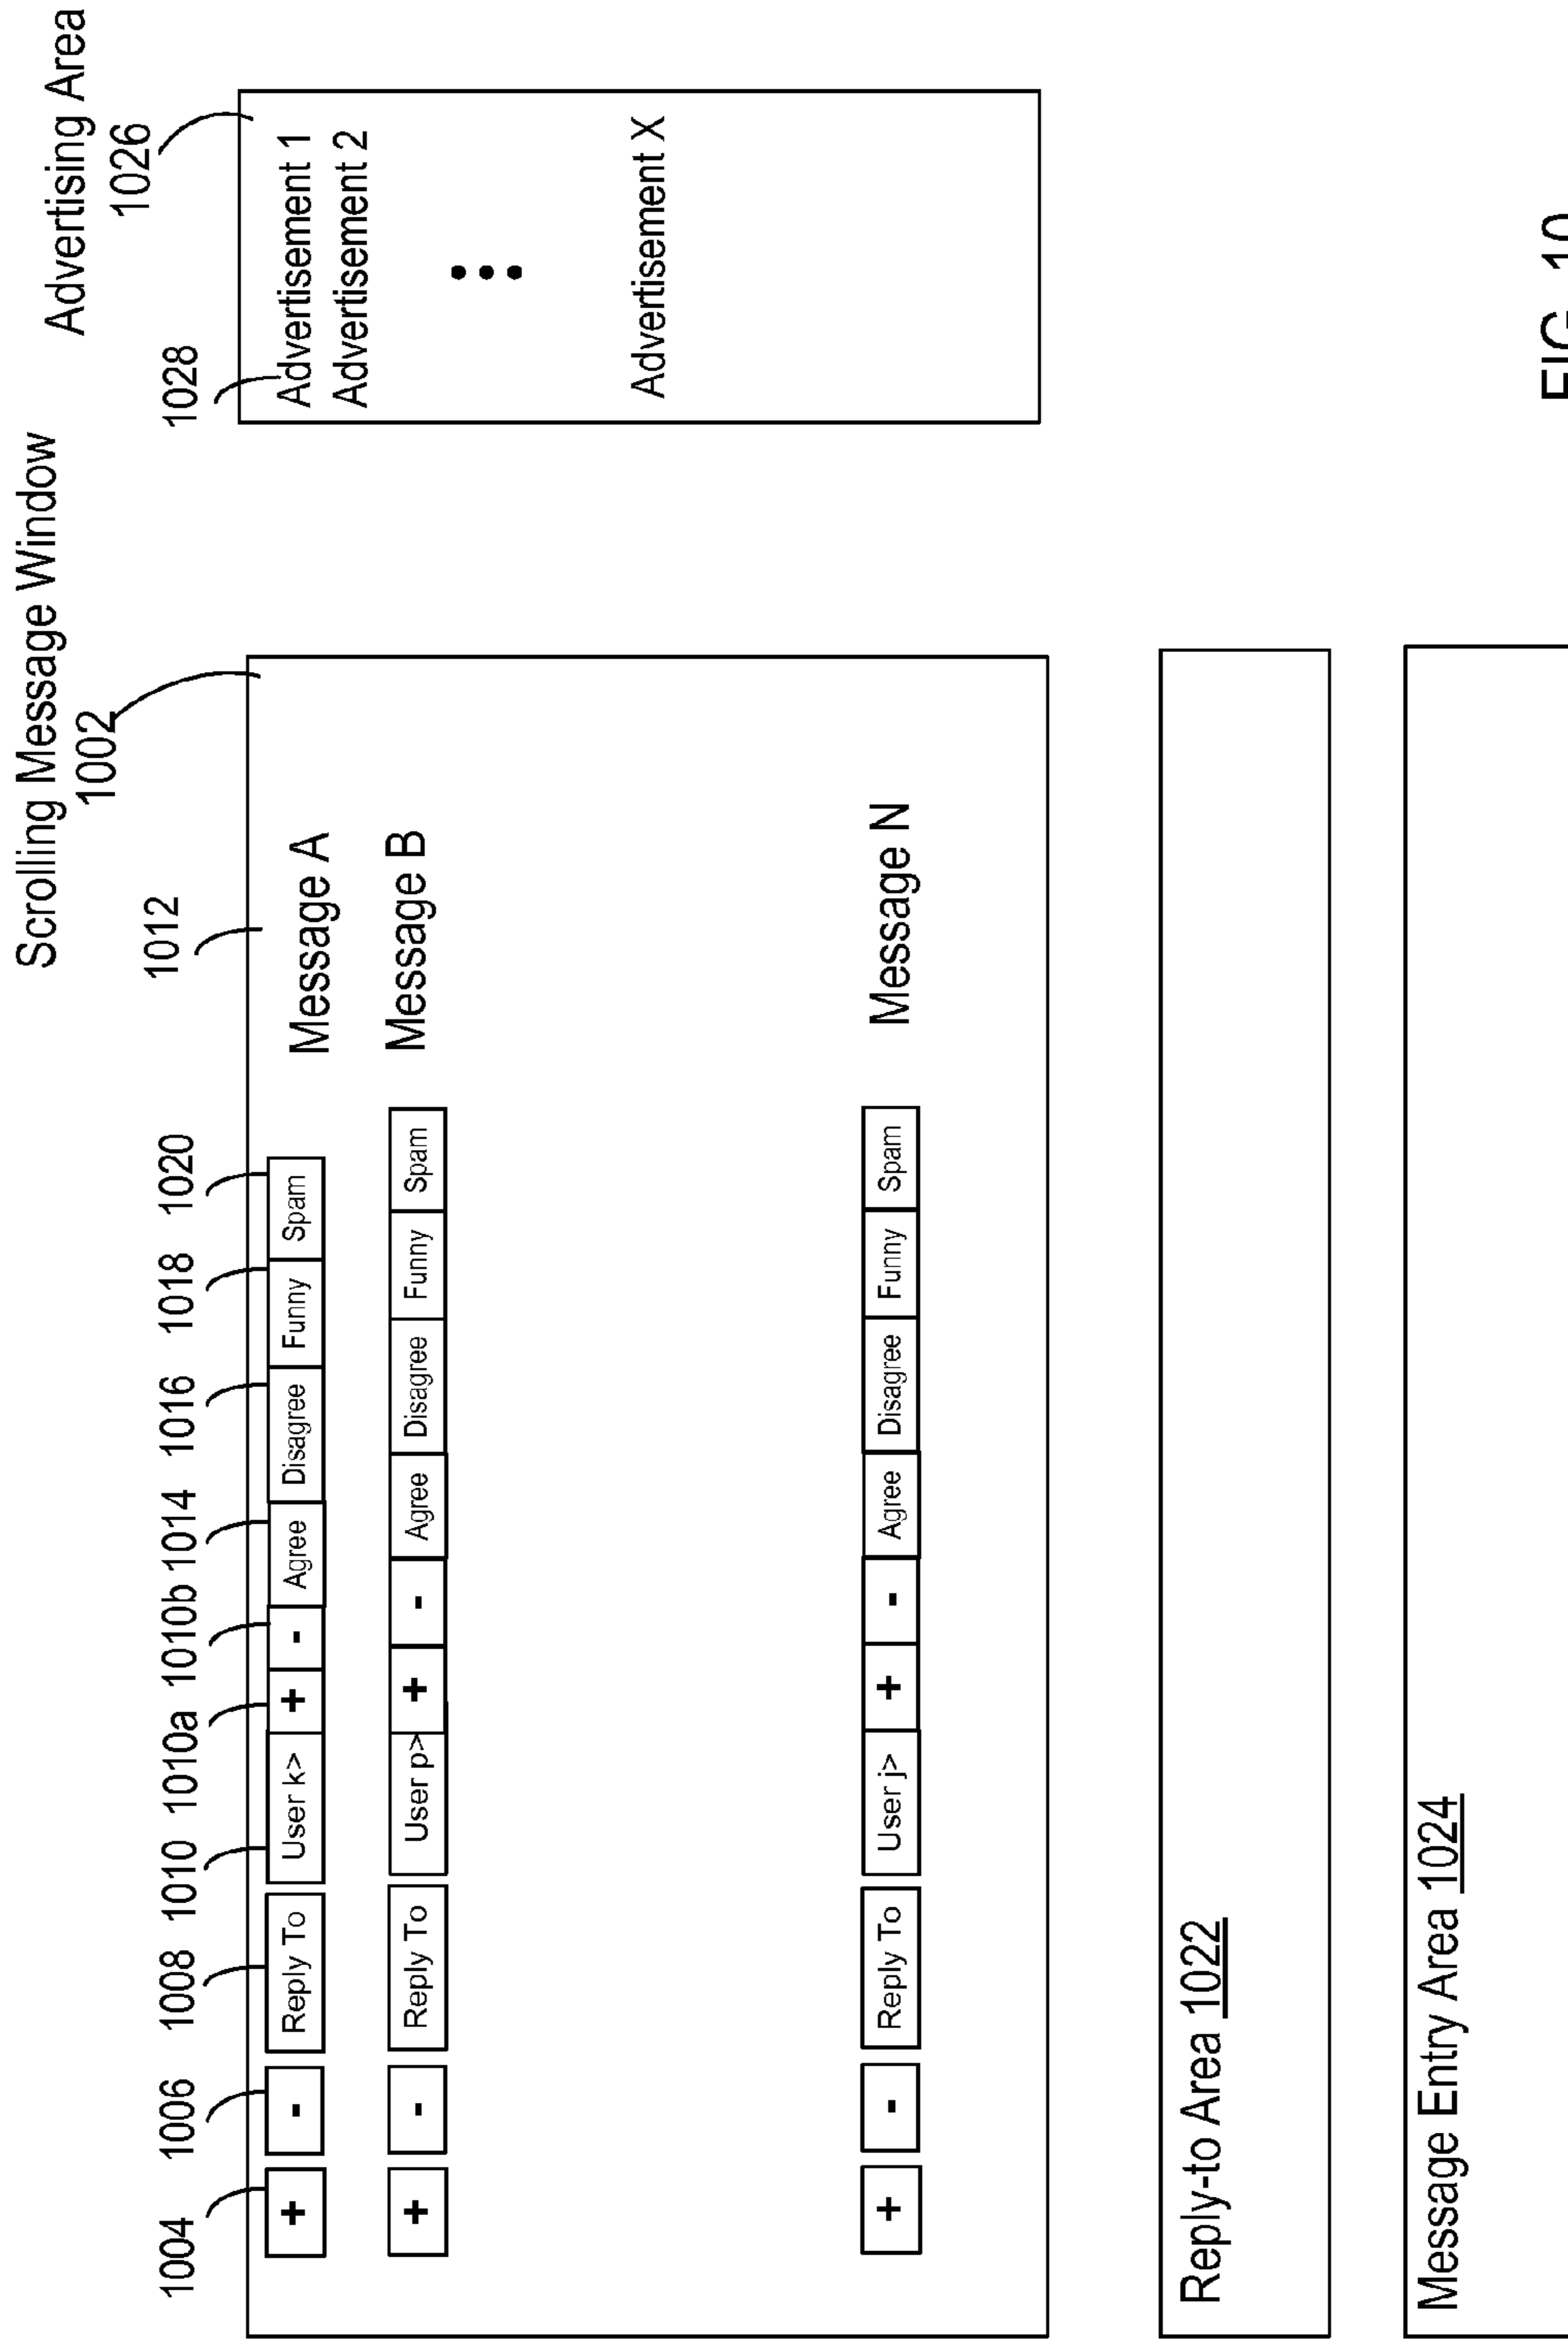 Scrolling Message Window
1002
Advertising Area
1026
1004 1006 1008 1010 1010a 1010b 1014 1016 1018 1020 1012
1028
+ - Reply To User k> + - Agree Disagree Funny Spam Message A
+ - Reply To User p> + - Agree Disagree Funny Spam Message B
+ - Reply To User j> + - Agree Disagree Funny Spam Message N
Advertisement 1
Advertisement 2
Advertisement X
Reply-to Area 1022
Message Entry Area 1024
FIG. 10